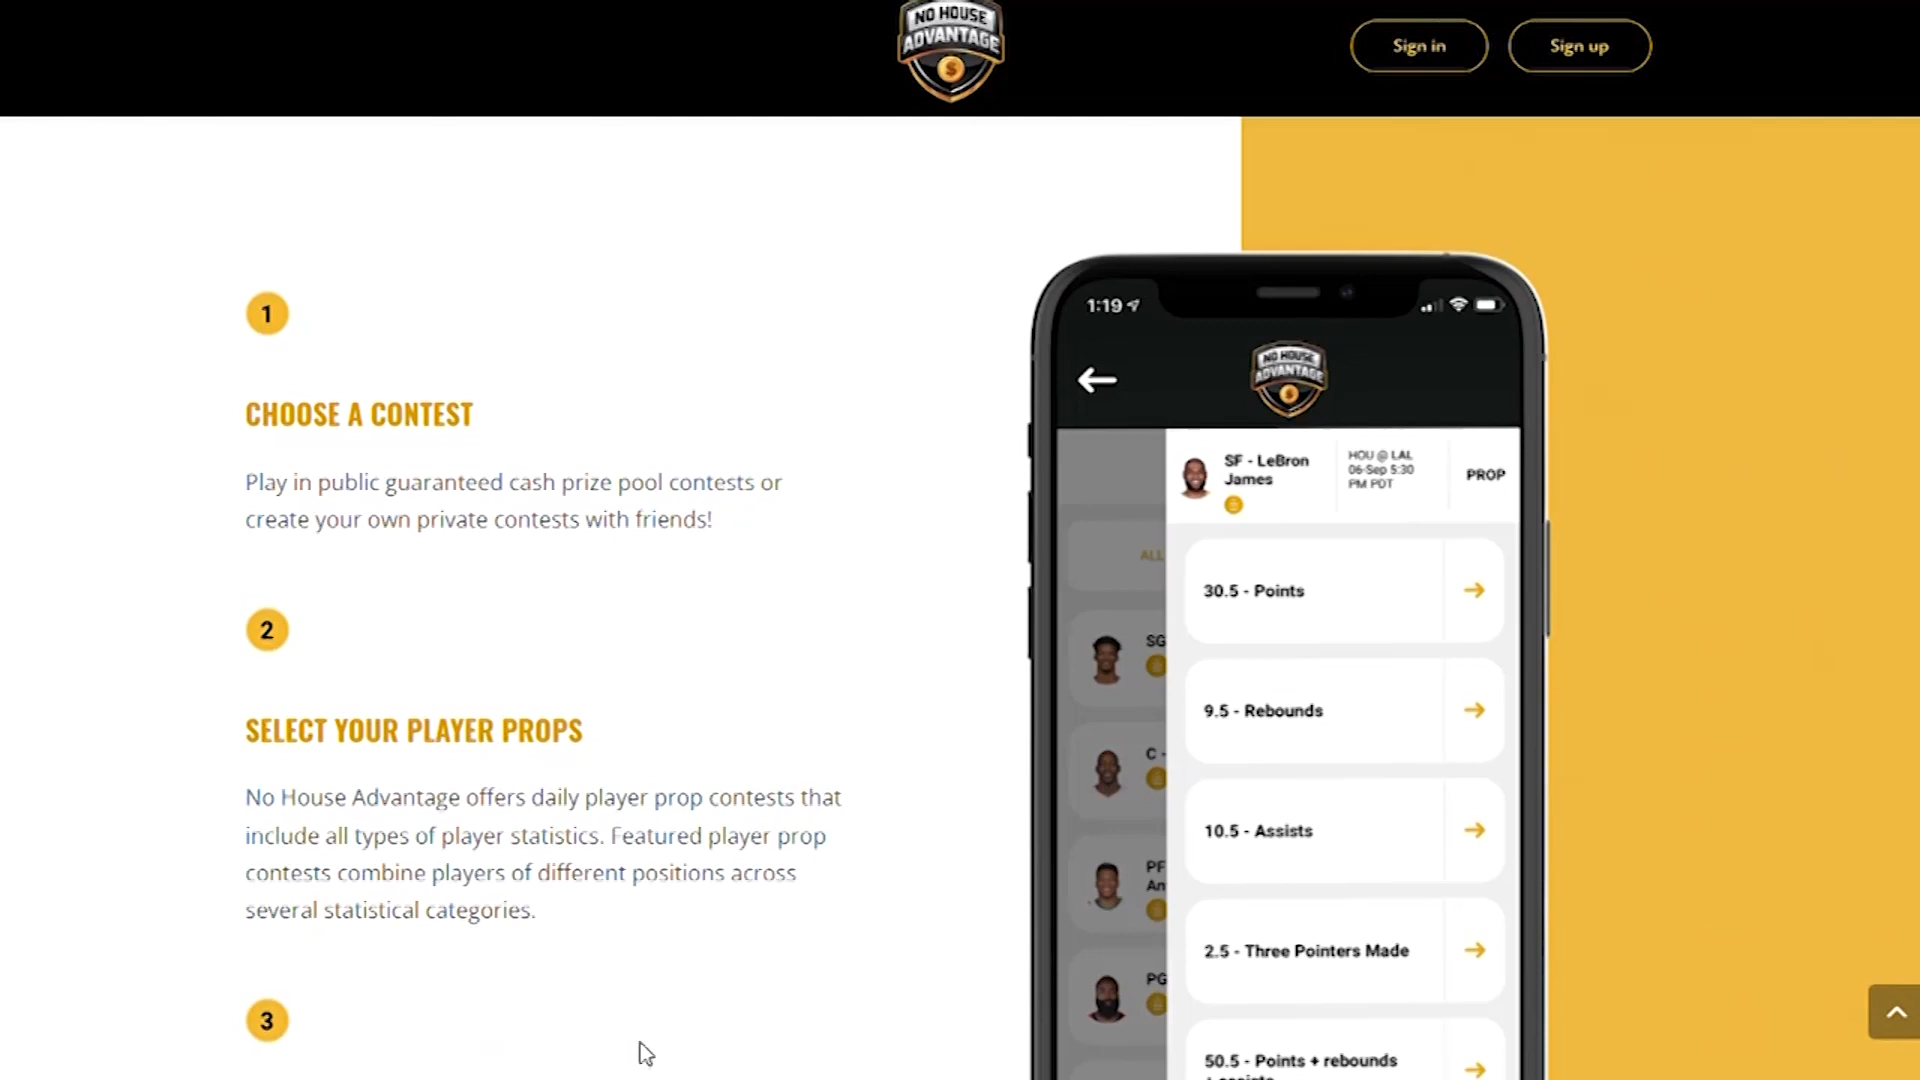 NO HOUSE
ADVANTAGE
$
Sign in
Sign up
1
CHOOSE A CONTEST
Play in public guaranteed cash prize pool contests or
create your own private contests with friends!
2
SELECT YOUR PLAYER PROPS
No House Advantage offers daily player prop contests that
include all types of player statistics. Featured player prop
contests combine players of different positions across
several statistical categories.
3
1:19
NO HOUSE
ADVANTAGE
$
SF - LeBron
James
HOU @ LAL
06-Sep 5:30
PM PDT
PROP
ALL
SG
C -
PF
An
PG
30.5 - Points
9.5 - Rebounds
10.5 - Assists
2.5 - Three Pointers Made
50.5 - Points + rebounds